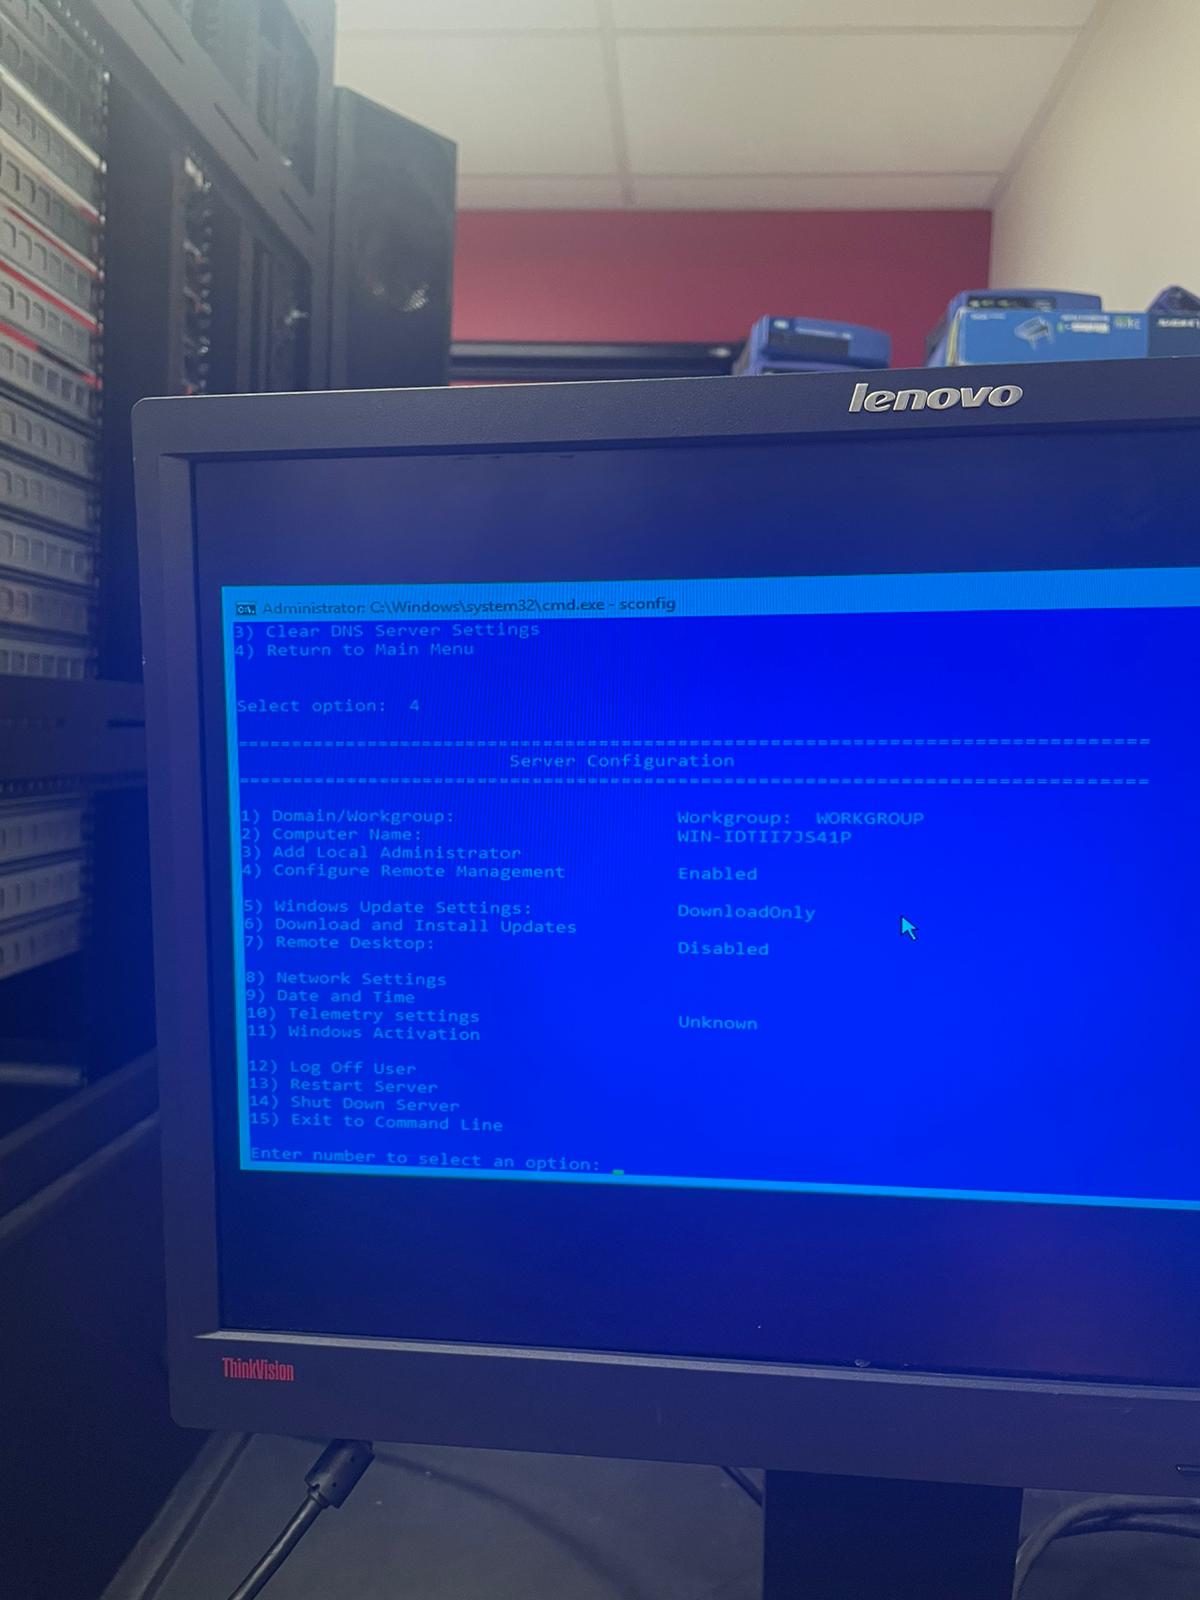 lenovo
Administrator: C:\Windows\system32\cmd.exe - sconfig
3) Clear DNS Server Settings
4) Return to Main Menu
Select option: 4
===============================================================================
Server Configuration
===============================================================================
1) Domain/Workgroup: Workgroup: WORKGROUP
2) Computer Name: WIN-IDTII7JS41P
3) Add Local Administrator
4) Configure Remote Management Enabled
5) Windows Update Settings: DownloadOnly
6) Download and Install Updates
7) Remote Desktop: Disabled
8) Network Settings
9) Date and Time
10) Telemetry settings Unknown
11) Windows Activation
12) Log Off User
13) Restart Server
14) Shut Down Server
15) Exit to Command Line
Enter number to select an option:
ThinkVision